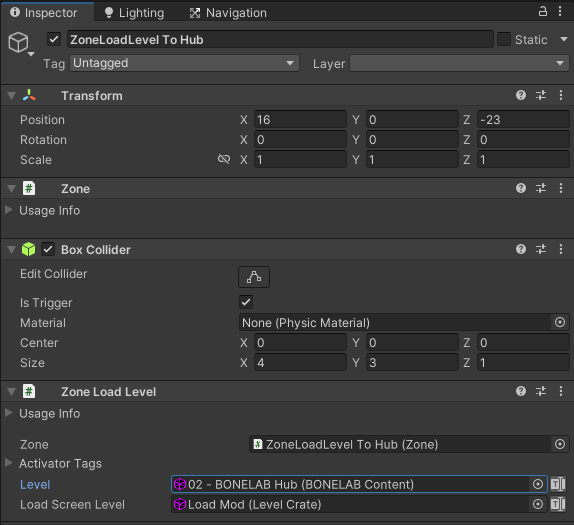 Inspector Lighting Navigation
ZoneLoadLevel To Hub Static
Tag Untagged Layer
Transform
Position X 16 Y 0 Z -23
Rotation X 0 Y 0 Z 0
Scale X 1 Y 1 Z 1
# Zone
Usage Info
Box Collider
Edit Collider
Is Trigger
Material None (Physic Material)
Center X 0 Y 0 Z 0
Size X 4 Y 3 Z 1
# Zone Load Level
Usage Info
Zone # ZoneLoadLevel To Hub (Zone)
Activator Tags
Level 02 - BONELAB Hub (BONELAB Content)
Load Screen Level Load Mod (Level Crate)